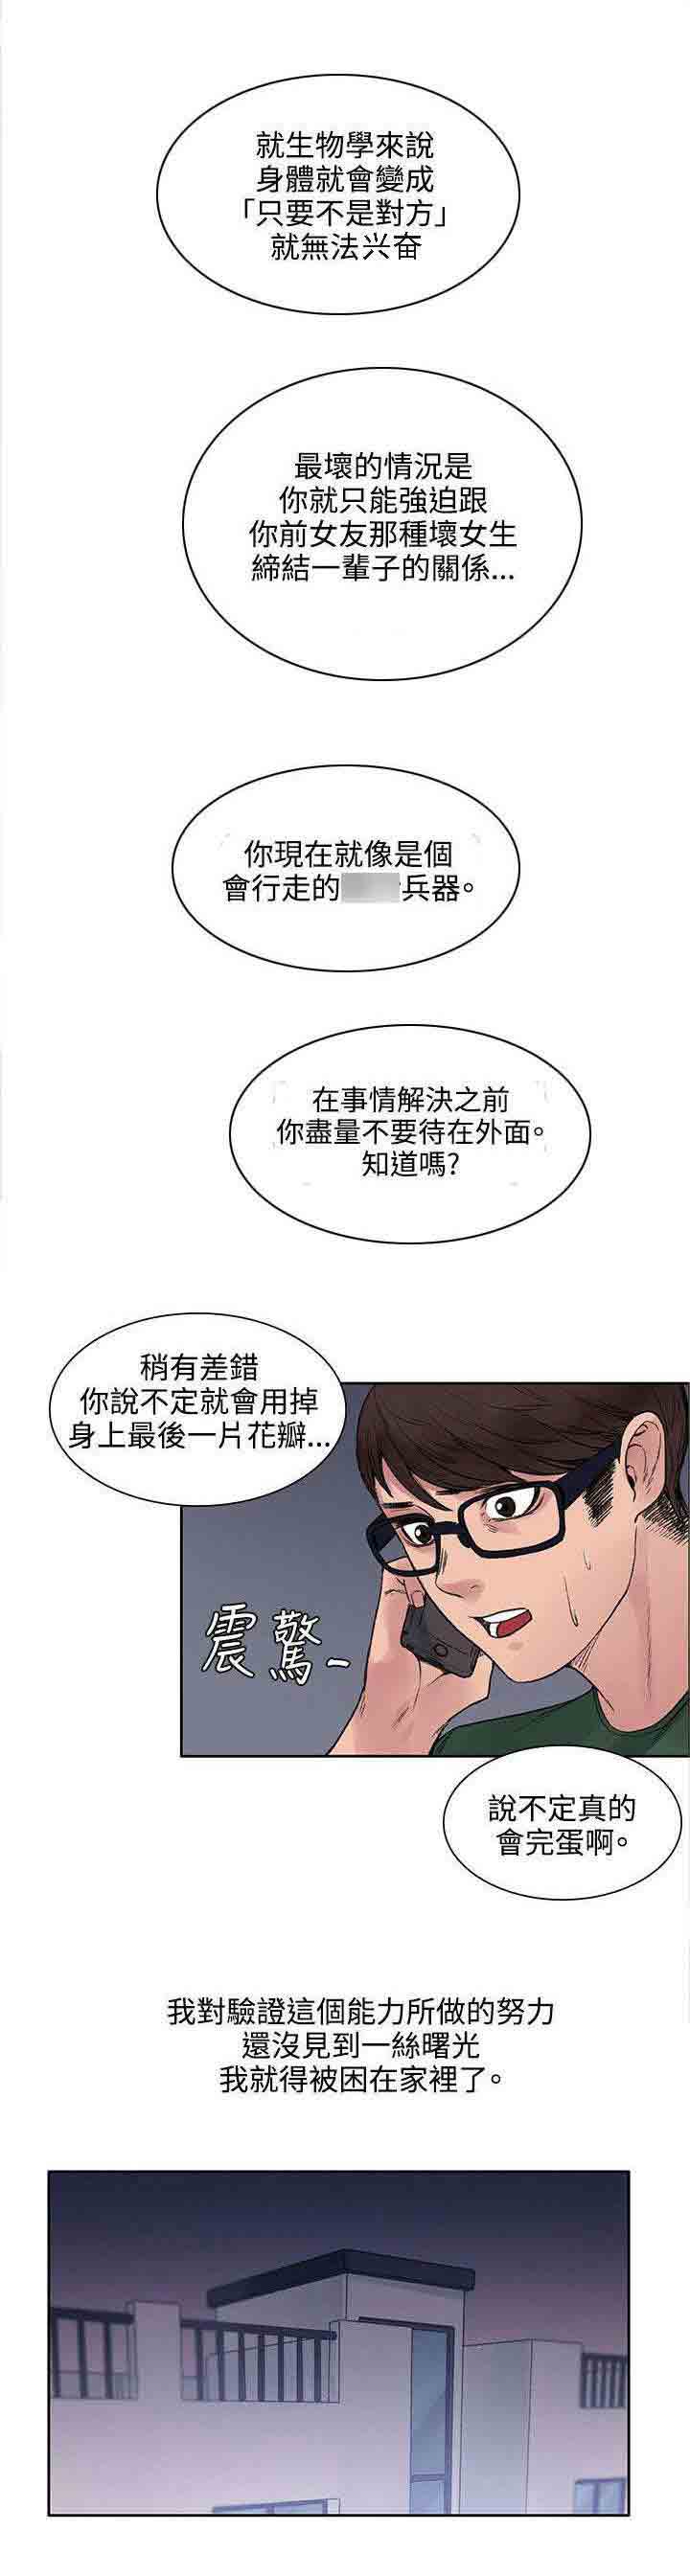 就生物學來說
身體就會變成
「只要不是對方」
就無法兴奋
最壞的情況是
你就只能強迫跟
你前女友那種壞女生
締結一輩子的關係...
你現在就像是個
會行走的 兵器。
在事情解決之前
你盡量不要待在外面。
知道嗎?
稍有差錯
你說不定就會用掉
身上最後一片花瓣...
震驚~
說不定真的
會完蛋啊。
我對驗證這個能力所做的努力
還沒見到一絲曙光
我就得被困在家裡了。